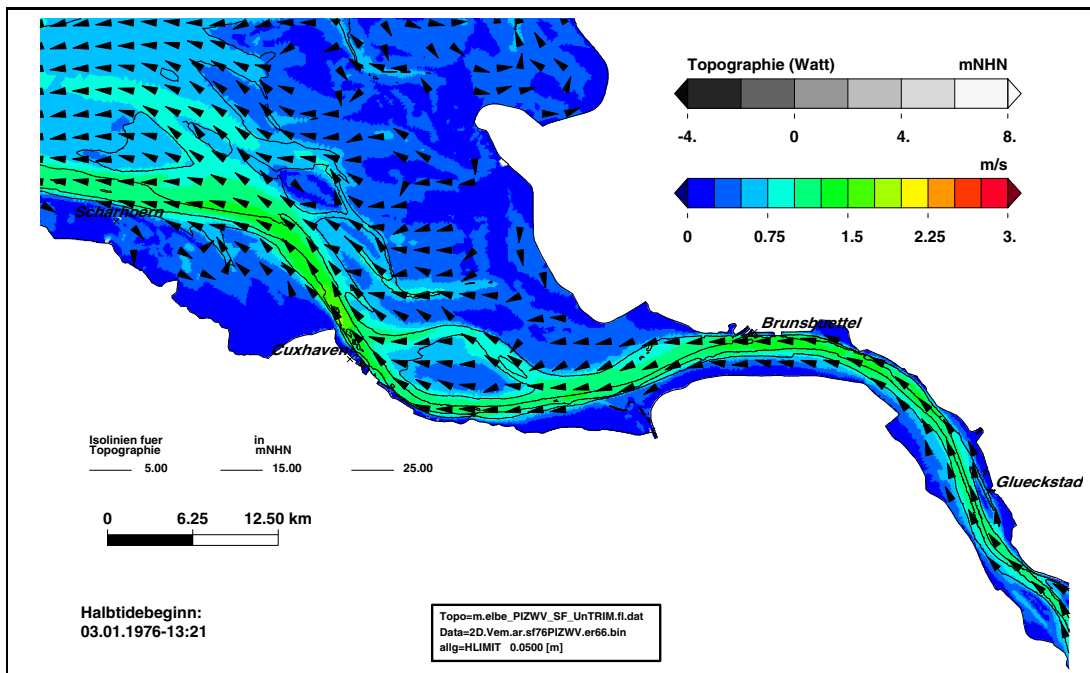 Topographie (Watt) mNHN
-4. 0 4. 8.
m/s
0 0.75 1.5 2.25 3.
Scharhoern
Brunsbuettel
Cuxhaven
Glueckstad
Isolinien fuer Topographie in mNHN
5.00 15.00 25.00
0 6.25 12.50 km
Halbtidebeginn:
03.01.1976-13:21
Topo=m.elbe_PIZWV_SF_UnTRIM.fl.dat
Data=2D.Vem.ar.sf76PIZWV.er66.bin
allg=HLIMIT 0.0500 [m]